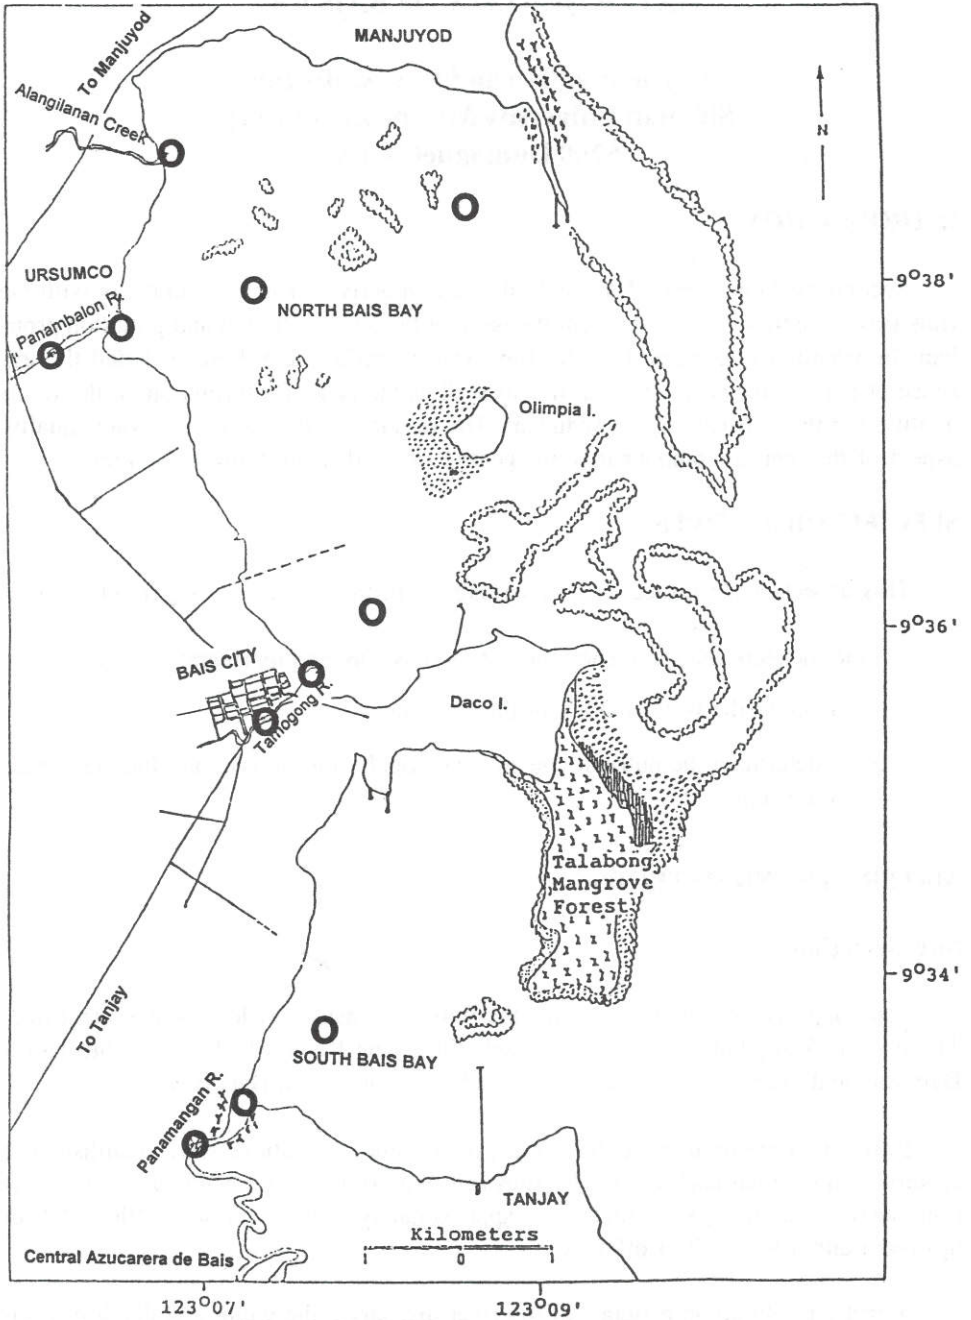 MANJUYOD
To Manjuyod
Alangilanan Creek
N
URSUMCO
Panambalon R.
9°38'
NORTH BAIS BAY
Olimpia I.
9°36'
BAIS CITY
Tamogong R.
Daco I.
Talabong
Mangrove
Forest
9°34'
To Tanjay
SOUTH BAIS BAY
Panamangan R.
TANJAY
Kilometers
0
Central Azucarera de Bais
123°07'
123°09'